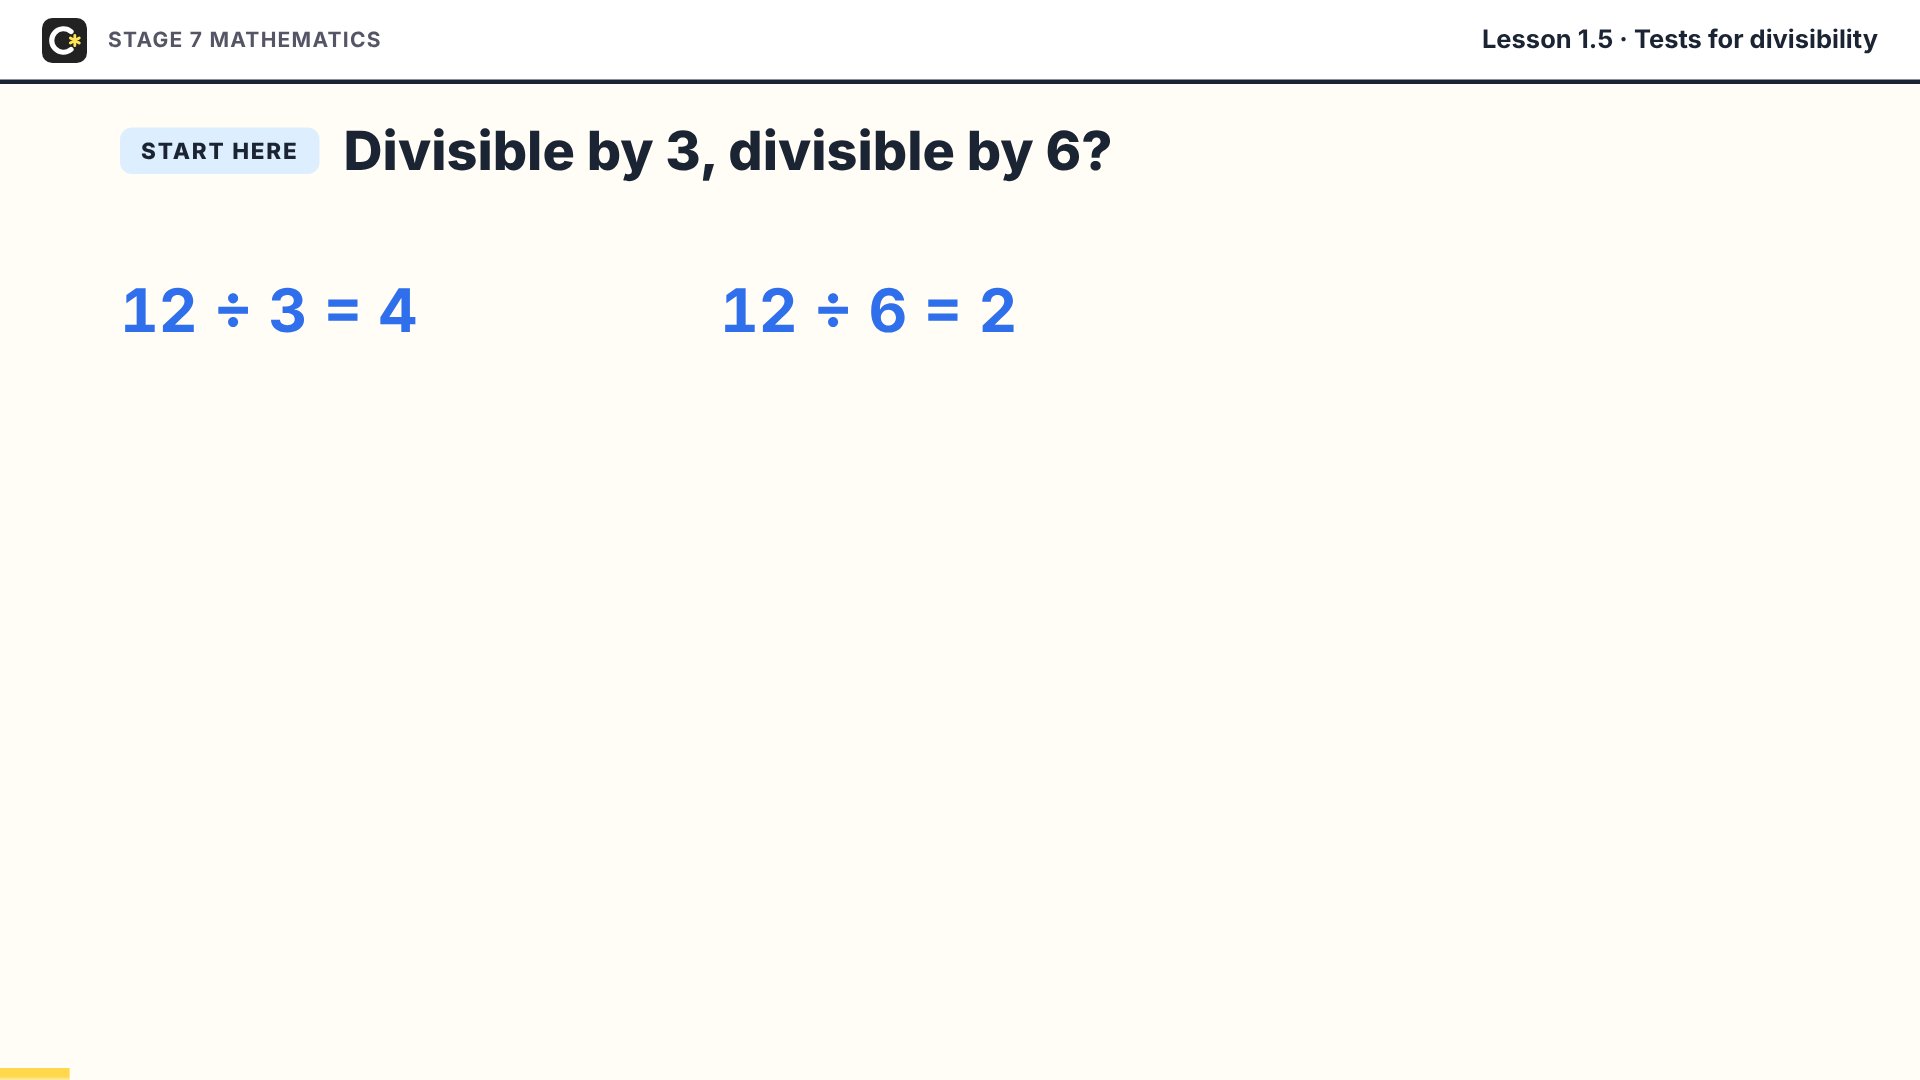 STAGE 7 MATHEMATICS
Lesson 1.5 · Tests for divisibility
START HERE
Divisible by 3, divisible by 6?
12 ÷ 3 = 4
12 ÷ 6 = 2